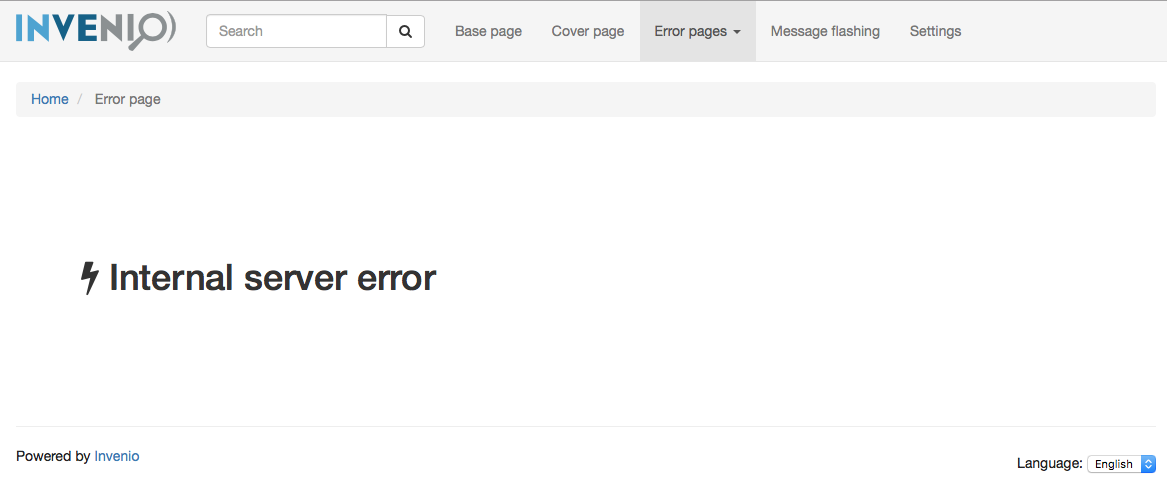 INVENIO Search Base page Cover page Error pages Message flashing Settings
Home / Error page
Internal server error
Powered by Invenio
Language: English